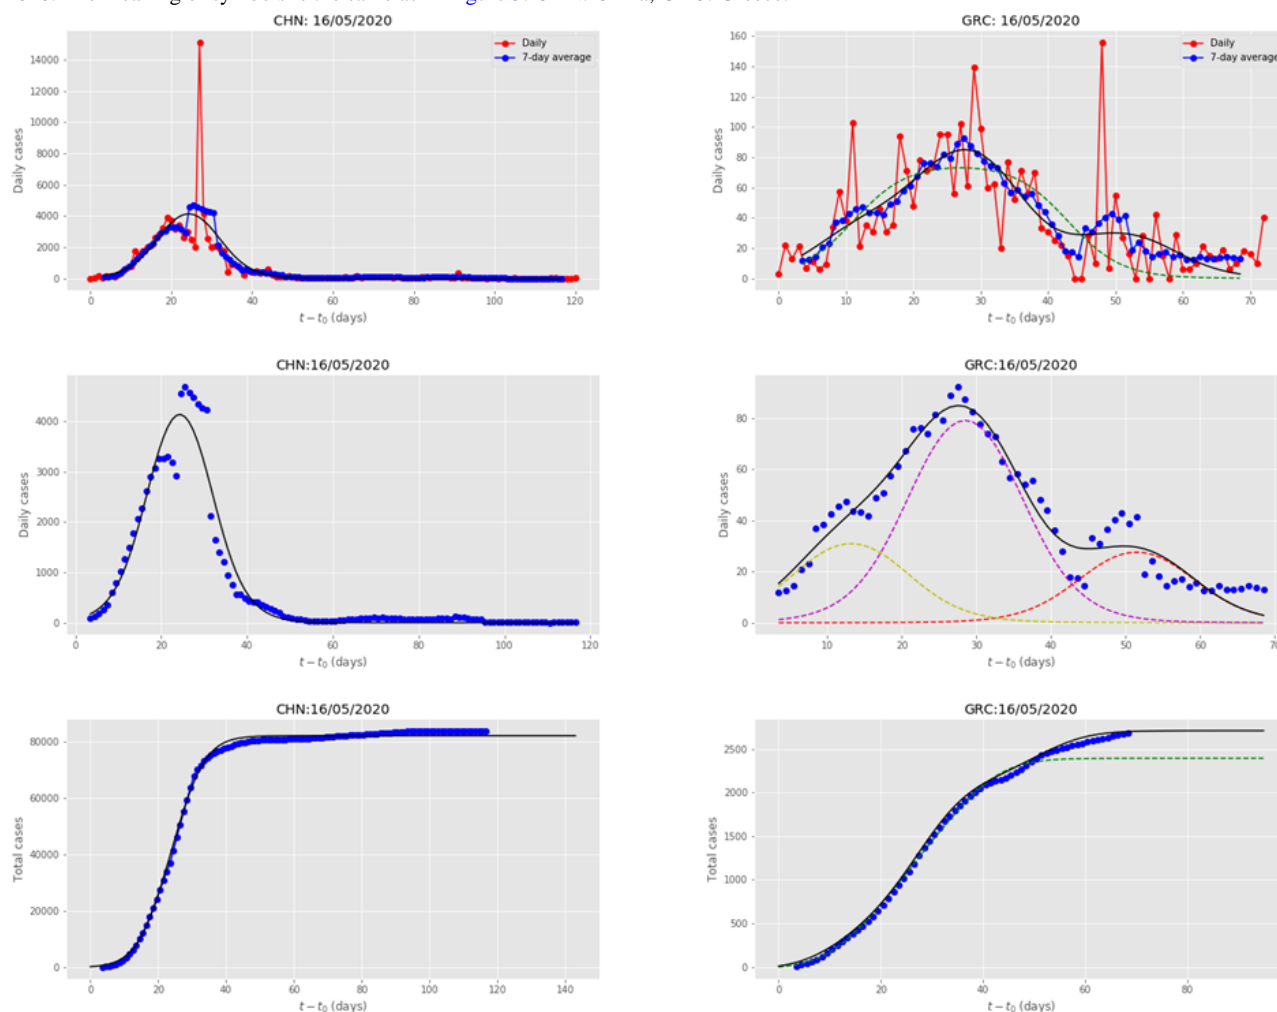 CHN: 16/05/2020
Daily
7-day average
14000
12000
10000
8000
6000
4000
2000
0
Daily cases
0 20 40 60 80 100 120
t − t₀ (days)
GRC: 16/05/2020
Daily
7-day average
160
140
120
100
80
60
40
20
0
Daily cases
0 10 20 30 40 50 60 70
t − t₀ (days)
CHN:16/05/2020
4000
3000
2000
1000
0
Daily cases
0 20 40 60 80 100 120
t − t₀ (days)
GRC:16/05/2020
80
60
40
20
0
Daily cases
10 20 30 40 50 60 70
t − t₀ (days)
CHN:16/05/2020
80000
60000
40000
20000
0
Total cases
0 20 40 60 80 100 120 140
t − t₀ (days)
GRC:16/05/2020
2500
2000
1500
1000
500
0
Total cases
0 20 40 60 80
t − t₀ (days)